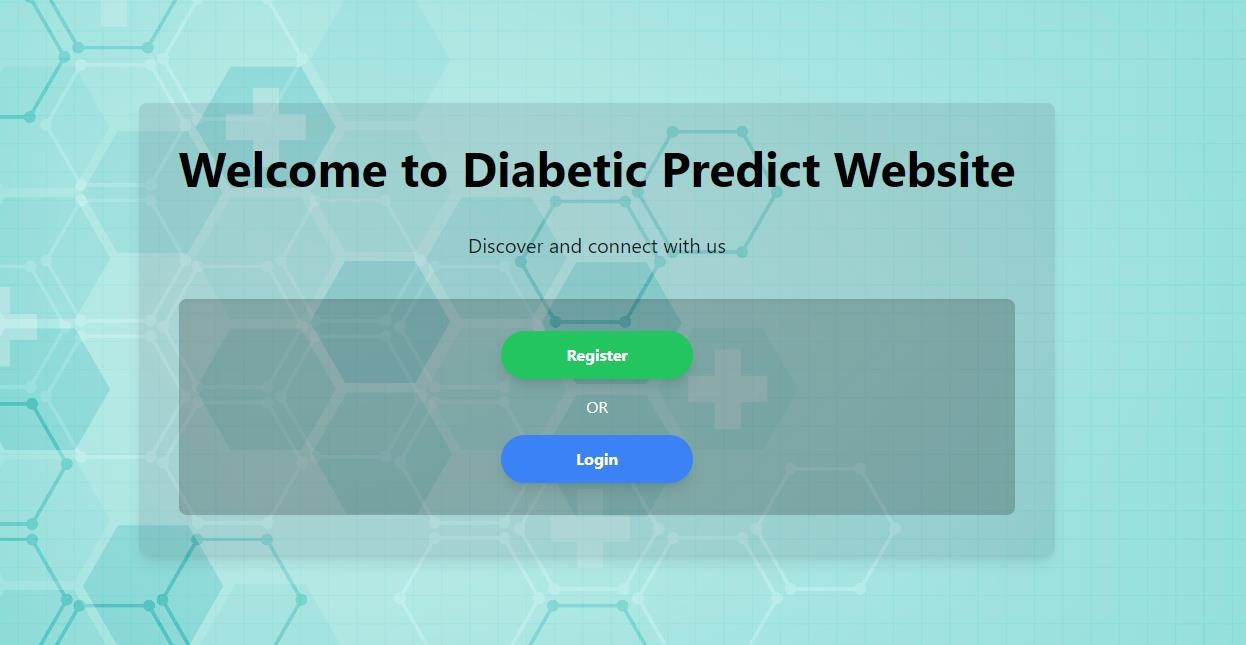 Welcome to Diabetic Predict Website
Discover and connect with us
Register
OR
Login